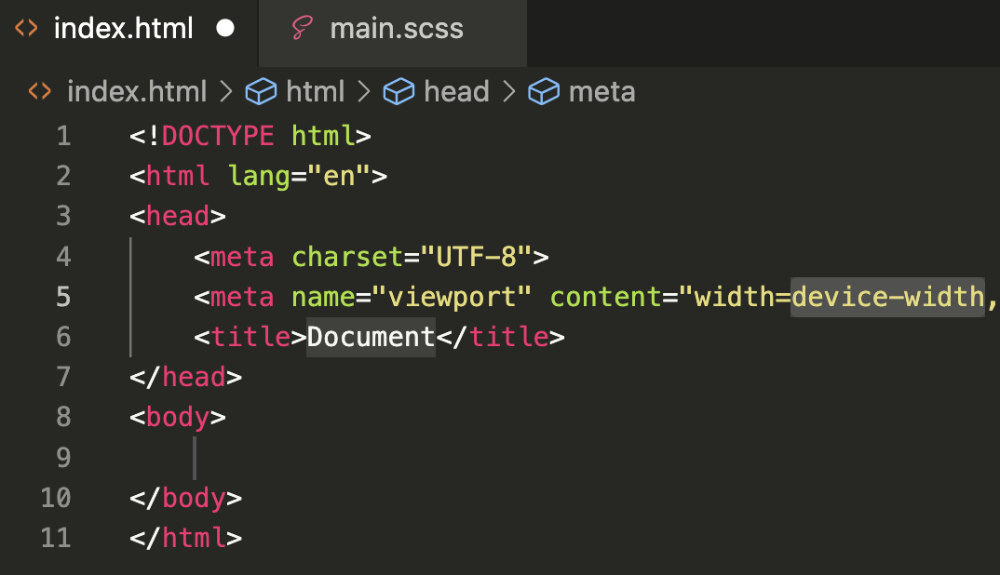 index.html main.scss
index.html > html > head > meta
1 <!DOCTYPE html>
2 <html lang="en">
3 <head>
4 <meta charset="UTF-8">
5 <meta name="viewport" content="width=device-width,
6 <title>Document</title>
7 </head>
8 <body>
9
10 </body>
11 </html>